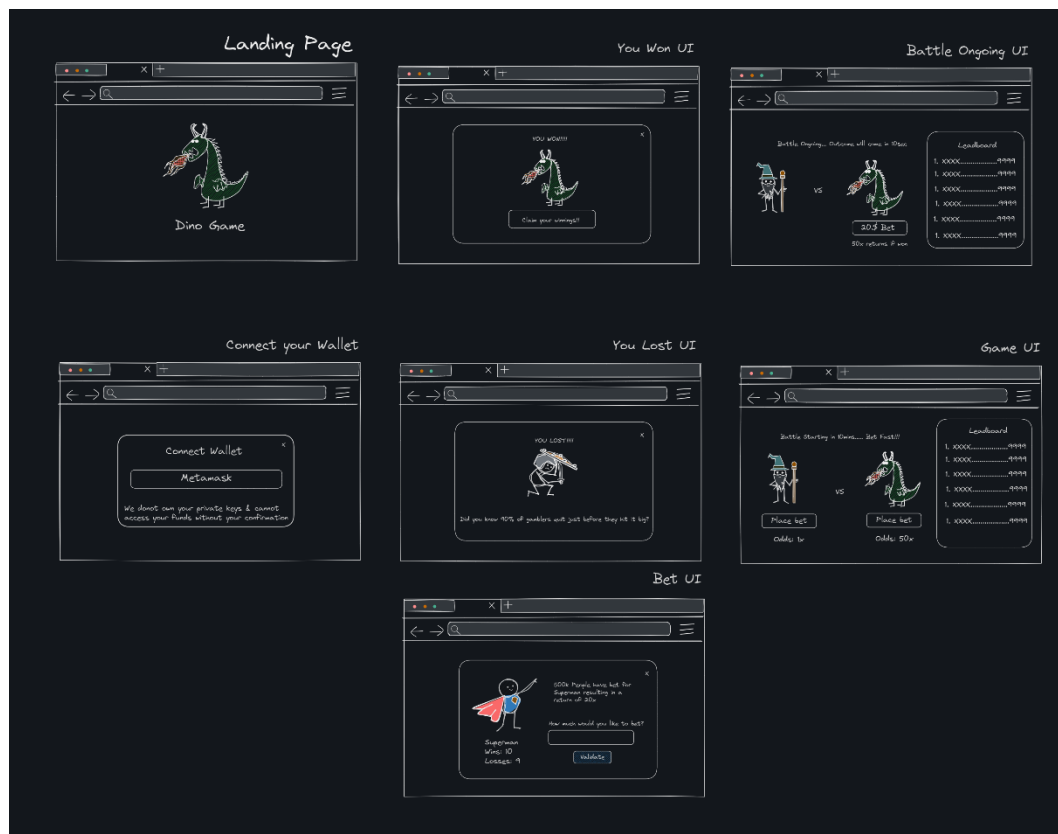 Landing Page
Dino Game
You Won UI
YOU WON!!!!
x
Claim your winnings!!
Battle Ongoing UI
Battle Ongoing... Outcome will come in 10sec
vs
20$ Bet
50x returns if won
Leadboard
1. XXXX..................9999
1. XXXX..................9999
1. XXXX..................9999
1. XXXX..................9999
1. XXXX..................9999
1. XXXX..................9999
Connect your Wallet
Connect Wallet
x
Metamask
We donot own your private keys & cannot
access your funds without your confirmation
You Lost UI
YOU LOST!!!!
x
Did you know 90% of gamblers quit just before they hit it big?
Game UI
Battle Starting in 10mins.... Bet Fast!!!
vs
Place bet
Place bet
Odds: 1x
Odds: 50x
Leadboard
1. XXXX..................9999
1. XXXX..................9999
1. XXXX..................9999
1. XXXX..................9999
1. XXXX..................9999
1. XXXX..................9999
Bet UI
x
500k People have bet for
Superman resulting in a
return of 20x
How much would you like to bet?
Superman
Wins: 10
Losses: 9
Validate